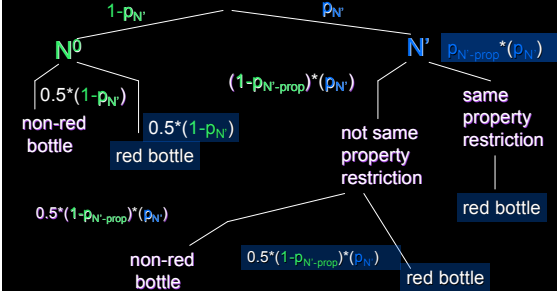 1-pN'
pN'
N⁰
N'
pN'-prop*(pN')
0.5*(1-pN')
(1-pN'-prop)*(pN')
same
property
restriction
non-red
bottle
0.5*(1-pN')
red bottle
not same
property
restriction
red bottle
0.5*(1-pN'-prop)*(pN')
non-red
bottle
0.5*(1-pN'-prop)*(pN')
red bottle